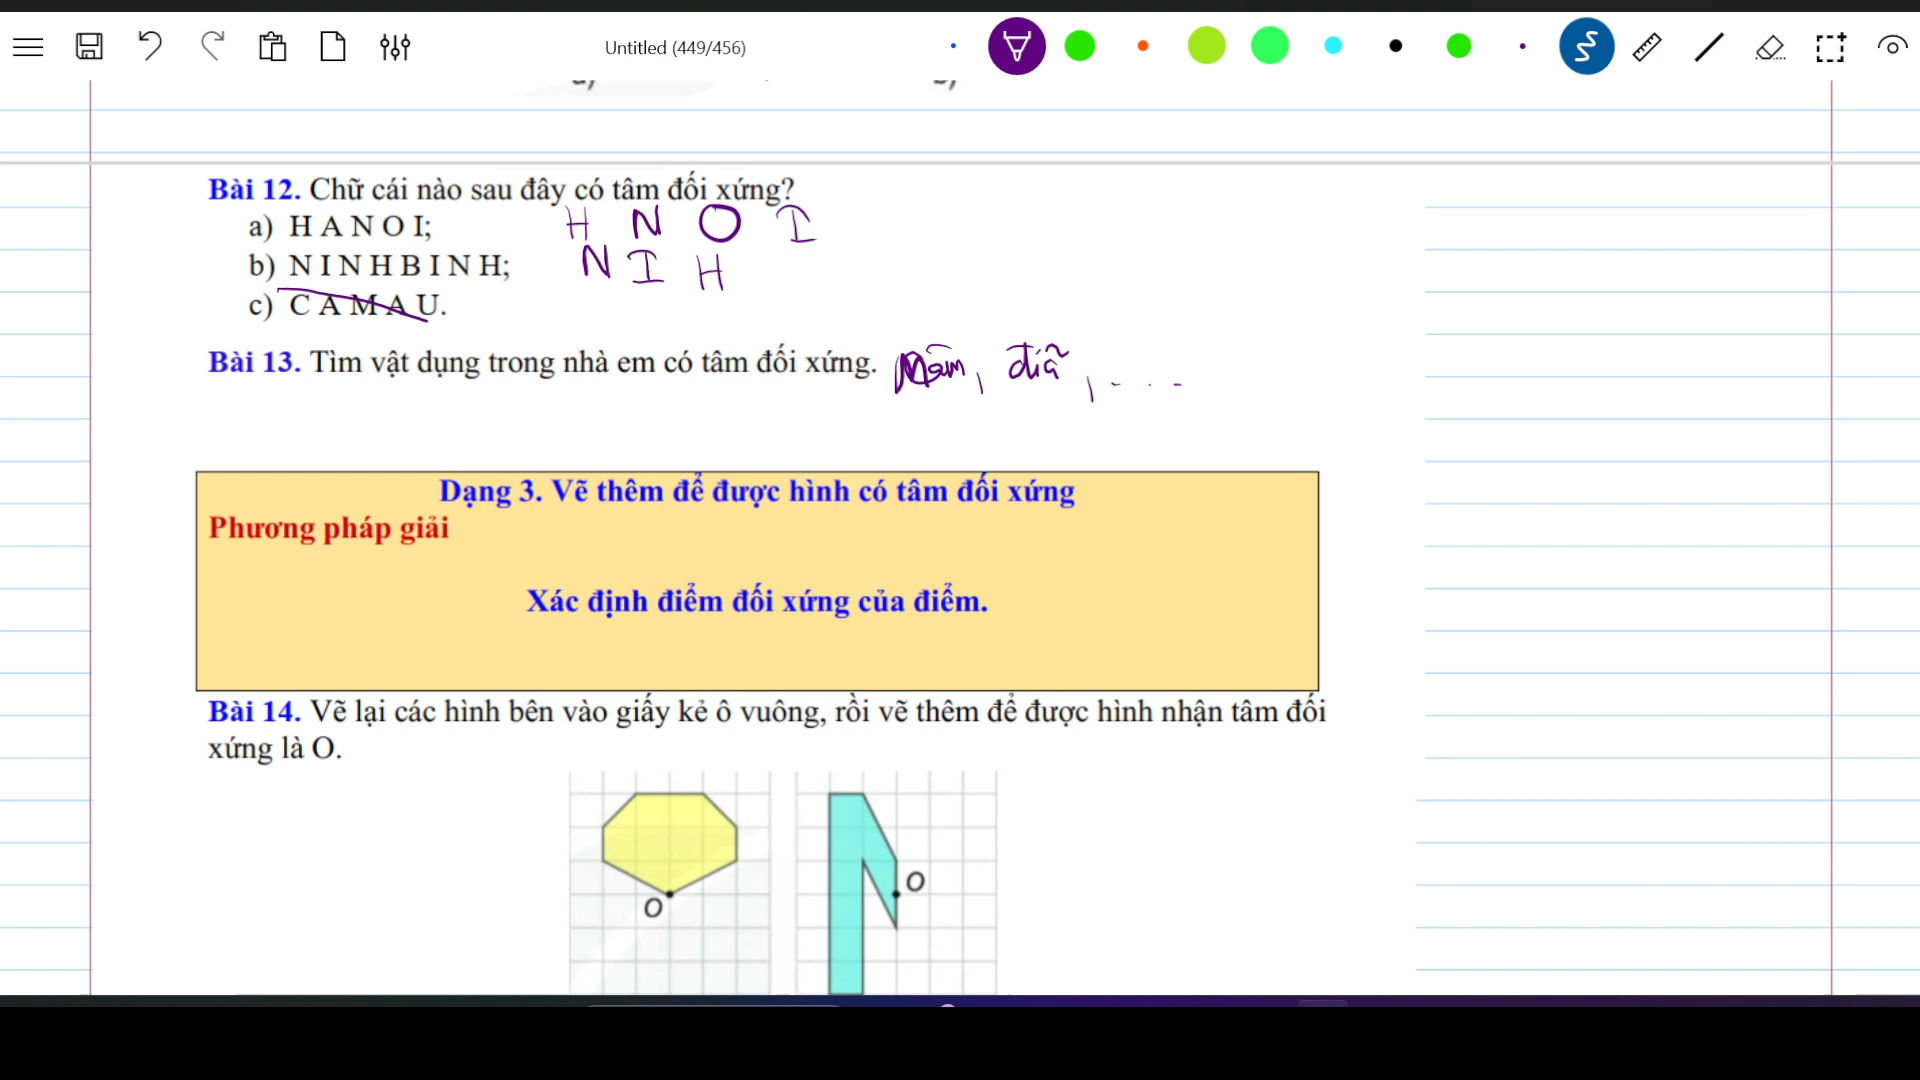 Untitled (449/456)
Bài 12. Chữ cái nào sau đây có tâm đối xứng?
a) H A N O I; H N O I
b) N I N H B I N H; N I H
c) C A M A U.
Bài 13. Tìm vật dụng trong nhà em có tâm đối xứng. Mâm, đĩa, ....
Dạng 3. Vẽ thêm để được hình có tâm đối xứng
Phương pháp giải
Xác định điểm đối xứng của điểm.
Bài 14. Vẽ lại các hình bên vào giấy kẻ ô vuông, rồi vẽ thêm để được hình nhận tâm đối
xứng là O.
O
O